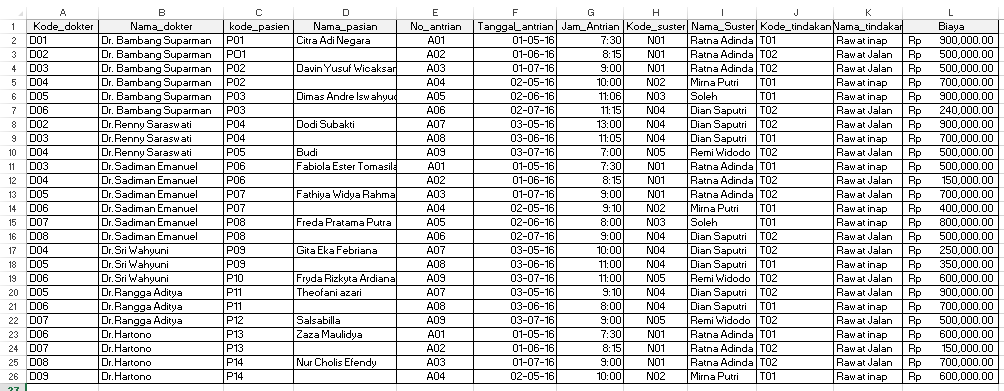 A B C D E F G H I J K L
1 Kode_dokter Nama_dokter kode_pasien Nama_pasian No_antrian Tanggal_antrian Jam_Antrian Kode_suster Nama_Suster Kode_tindakan Nama_tindakan Biaya
2 D01 Dr. Bambang Suparman P01 Citra Adi Negara A01 01-05-16 7:30 N01 Ratna Adinda T01 Rawat inap Rp 900,000.00
3 D02 Dr. Bambang Suparman P01 A02 01-06-16 8:15 N01 Ratna Adinda T02 Rawat Jalan Rp 500,000.00
4 D03 Dr. Bambang Suparman P02 Davin Yusuf Wicaksan A03 01-07-16 9:00 N01 Ratna Adinda T02 Rawat Jalan Rp 500,000.00
5 D04 Dr. Bambang Suparman P02 A04 02-05-16 10:00 N02 Mirna Putri T01 Rawat inap Rp 700,000.00
6 D05 Dr. Bambang Suparman P03 Dimas Andre Iswahyud A05 02-06-16 11:06 N03 Soleh T01 Rawat inap Rp 900,000.00
7 D06 Dr. Bambang Suparman P03 A06 02-07-16 11:15 N04 Dian Saputri T02 Rawat Jalan Rp 240,000.00
8 D02 Dr.Renny Saraswati P04 Dodi Subakti A07 03-05-16 13:00 N04 Dian Saputri T02 Rawat Jalan Rp 900,000.00
9 D03 Dr.Renny Saraswati P04 A08 03-06-16 11:05 N04 Dian Saputri T01 Rawat inap Rp 700,000.00
10 D04 Dr.Renny Saraswati P05 Budi A09 03-07-16 7:00 N05 Remi Widodo T02 Rawat Jalan Rp 500,000.00
11 D03 Dr.Sadiman Emanuel P06 Fabiola Ester Tomasila A01 01-05-16 7:30 N01 Ratna Adinda T01 Rawat inap Rp 500,000.00
12 D04 Dr.Sadiman Emanuel P06 A02 01-06-16 8:15 N01 Ratna Adinda T02 Rawat Jalan Rp 150,000.00
13 D05 Dr.Sadiman Emanuel P07 Fathiya Widya Rahma A03 01-07-16 9:00 N01 Ratna Adinda T02 Rawat Jalan Rp 700,000.00
14 D06 Dr.Sadiman Emanuel P07 A04 02-05-16 9:10 N02 Mirna Putri T01 Rawat inap Rp 400,000.00
15 D07 Dr.Sadiman Emanuel P08 Freda Pratama Putra A05 02-06-16 8:00 N03 Soleh T01 Rawat inap Rp 800,000.00
16 D08 Dr.Sadiman Emanuel P08 A06 02-07-16 9:00 N04 Dian Saputri T02 Rawat Jalan Rp 500,000.00
17 D04 Dr.Sri Wahyuni P09 Gita Eka Febriana A07 03-05-16 10:00 N04 Dian Saputri T02 Rawat Jalan Rp 250,000.00
18 D05 Dr.Sri Wahyuni P09 A08 03-06-16 11:00 N04 Dian Saputri T01 Rawat inap Rp 350,000.00
19 D06 Dr.Sri Wahyuni P10 Fryda Rizkyta Ardiana A09 03-07-16 11:00 N05 Remi Widodo T02 Rawat Jalan Rp 600,000.00
20 D05 Dr.Rangga Aditya P11 Theofani azari A07 03-05-16 9:10 N04 Dian Saputri T02 Rawat Jalan Rp 900,000.00
21 D06 Dr.Rangga Aditya P11 A08 03-06-16 8:00 N04 Dian Saputri T01 Rawat inap Rp 700,000.00
22 D06 Dr.Rangga Aditya P12 Salsabilla A09 03-07-16 9:00 N05 Remi Widodo T02 Rawat Jalan Rp 500,000.00
23 D06 Dr.Hartono P13 Zaza Maulidya A01 01-05-16 7:30 N01 Ratna Adinda T01 Rawat inap Rp 600,000.00
24 D07 Dr.Hartono P13 A02 01-06-16 8:15 N01 Ratna Adinda T02 Rawat Jalan Rp 150,000.00
25 D08 Dr.Hartono P14 Nur Cholis Efendy A03 01-07-16 9:00 N01 Ratna Adinda T02 Rawat Jalan Rp 700,000.00
26 D09 Dr.Hartono P14 A04 02-05-16 10:00 N02 Mirna Putri T01 Rawat inap Rp 600,000.00
27